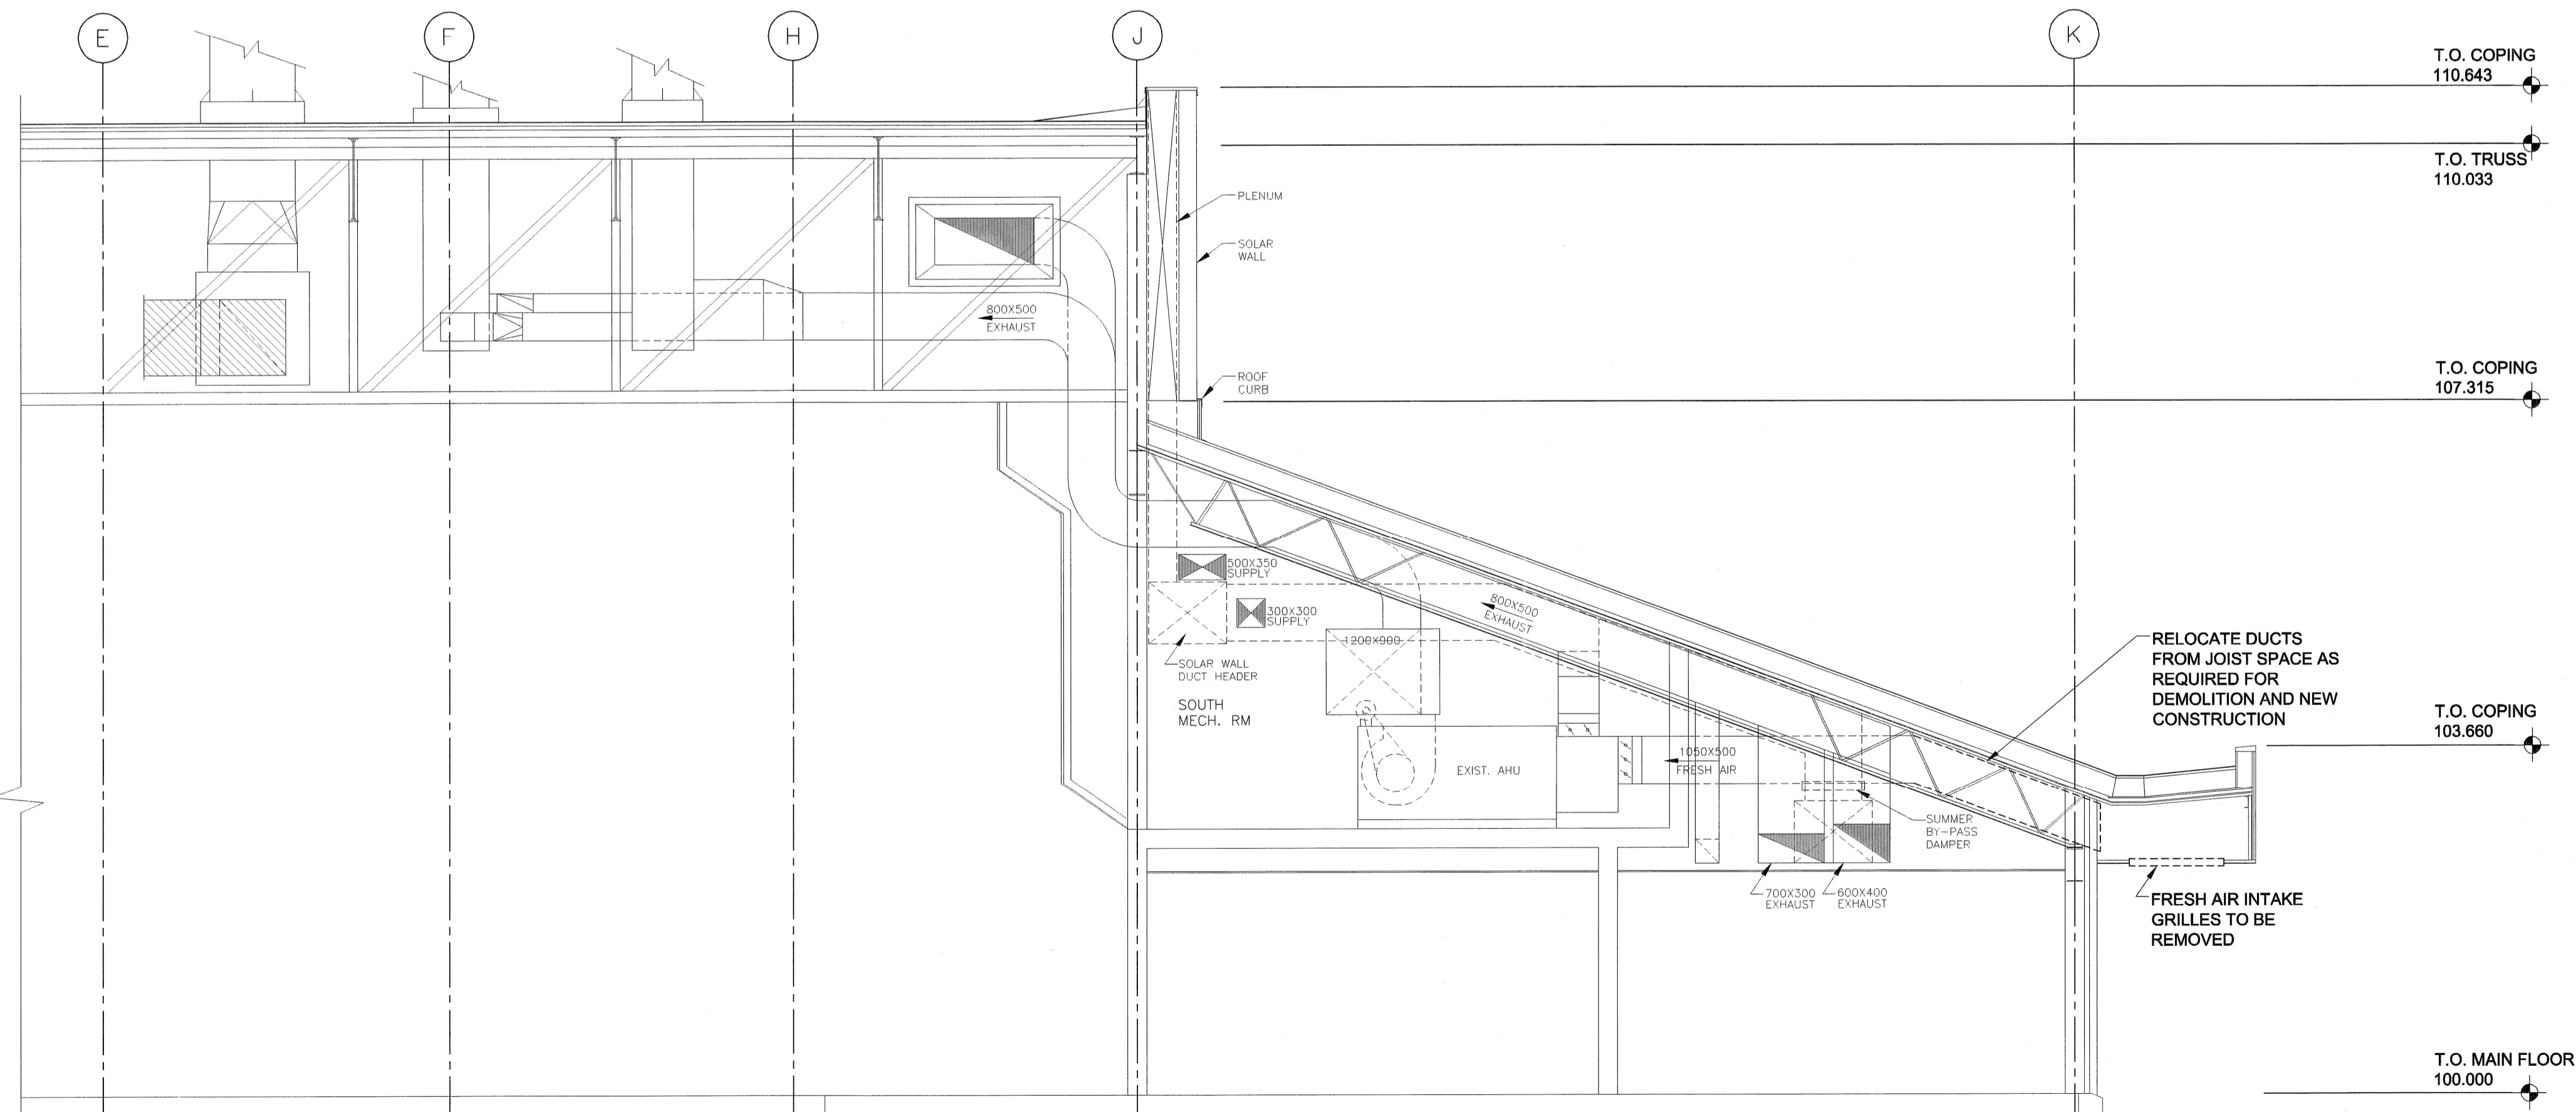 E
F
H
J
K
T.O. COPING
110.643
T.O. TRUSS
110.033
PLENUM
SOLAR
WALL
800X500
EXHAUST
ROOF
CURB
T.O. COPING
107.315
500X350
SUPPLY
300X300
SUPPLY
800X500
EXHAUST
1200X900
SOLAR WALL
DUCT HEADER
SOUTH
MECH. RM
RELOCATE DUCTS
FROM JOIST SPACE AS
REQUIRED FOR
DEMOLITION AND NEW
CONSTRUCTION
T.O. COPING
103.660
EXIST. AHU
1050X500
FRESH AIR
SUMMER
BY-PASS
DAMPER
700X300
EXHAUST
600X400
EXHAUST
FRESH AIR INTAKE
GRILLES TO BE
REMOVED
T.O. MAIN FLOOR
100.000